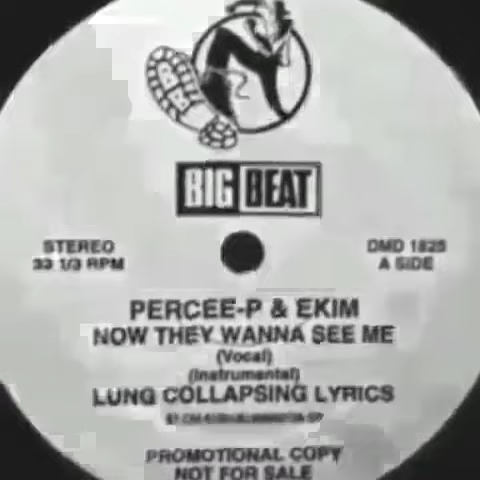 BIG BEAT
STEREO
33 1/3 RPM
DMD 1825
A SIDE
PERCEE-P & EKIM
NOW THEY WANNA SEE ME
(Vocal)
(Instrumental)
LUNG COLLAPSING LYRICS
PROMOTIONAL COPY
NOT FOR SALE